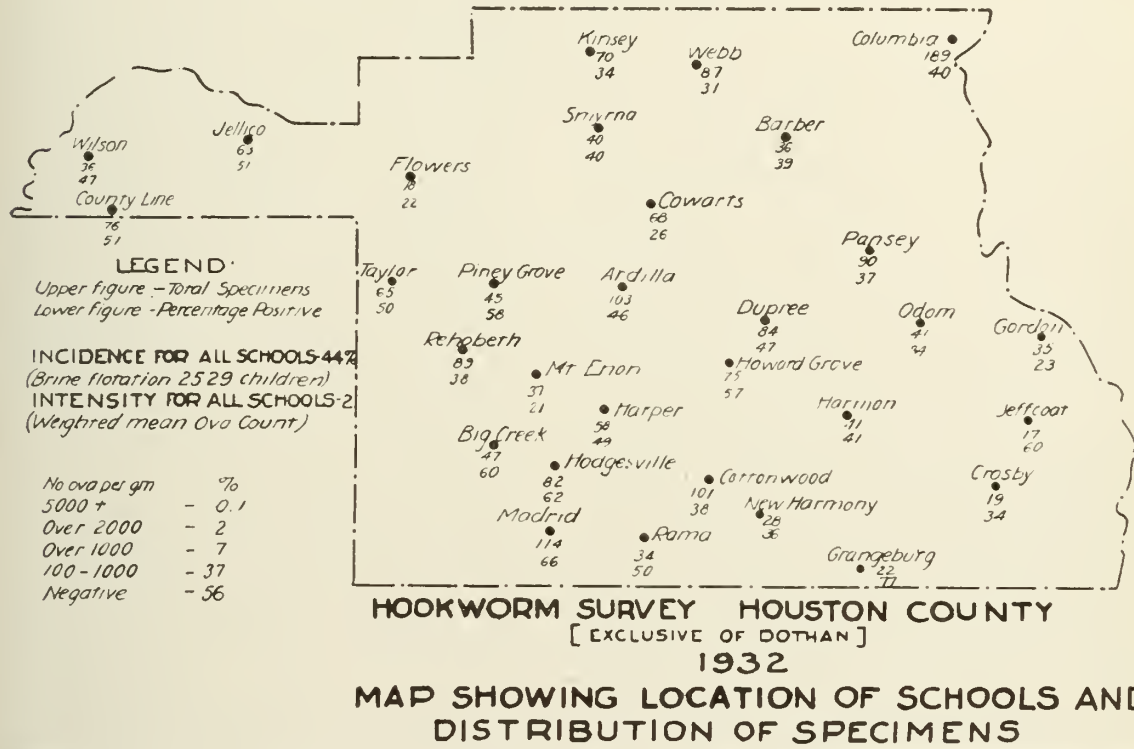 Kinsey
70
34
Webb
87
31
Columbia
189
40
Smyrna
40
40
Barber
36
39
Jellico
63
51
Wilson
36
47
Flowers
22
County Line
76
51
Cowarts
68
26
Pansey
90
37
LEGEND
Upper figure - Total Specimens
Lower figure - Percentage Positive
Taylor
65
50
Piney Grove
45
58
Ardilla
103
46
Dupree
84
47
Odom
41
34
Gordon
35
23
INCIDENCE FOR ALL SCHOOLS-44%
(Brine flotation 2529 children)
INTENSITY FOR ALL SCHOOLS-2
(Weighted mean Ova Count)
Rehobeth
89
38
Mt Enon
37
21
Howard Grove
75
57
Harper
58
49
Harmon
41
Jeffcoat
17
60
Big Creek
47
60
Hodgesville
82
62
Cottonwood
101
38
New Harmony
28
36
Crosby
19
34
Madrid
114
66
Rama
34
50
Grangeburg
22
No ova per gm %
5000 + - 0.1
Over 2000 - 2
Over 1000 - 7
100-1000 - 37
Negative - 56
HOOKWORM SURVEY HOUSTON COUNTY
[EXCLUSIVE OF DOTHAN]
1932
MAP SHOWING LOCATION OF SCHOOLS AND
DISTRIBUTION OF SPECIMENS